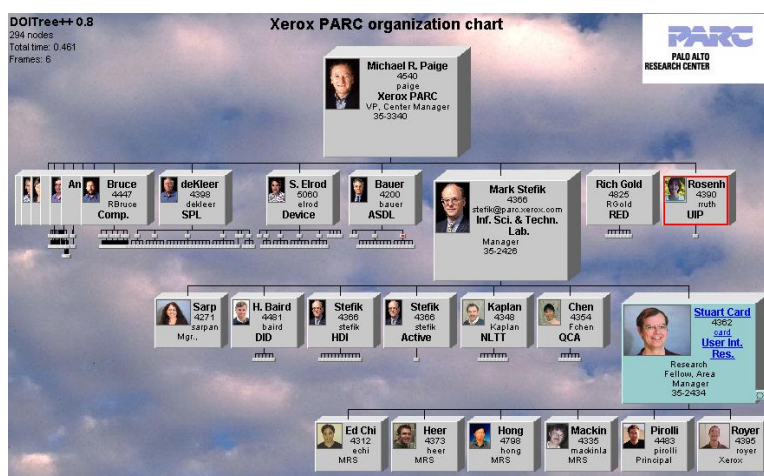 DOITree++ 0.8
294 nodes
Total time: 0.461
Frames: 6
Xerox PARC organization chart
PARC
PALO ALTO
RESEARCH CENTER
Michael R. Paige
4540
paige
Xerox PARC
VP, Center Manager
35-3340
An
Bruce
4447
RBruce
Comp.
deKleer
4398
dekleer
SPL
S. Elrod
5060
elrod
Device
Bauer
4200
bauer
ASDL
Mark Stefik
4366
stefik@parc.xerox.com
Inf. Sci. & Techn.
Lab.
Manager
35-2426
Rich Gold
4825
RGold
RED
Rosenh
4390
rruth
UIP
Sarp
4271
sarpan
Mgr.,
H. Baird
4481
baird
DID
Stefik
4366
stefik
HDI
Stefik
4366
stefik
Active
Kaplan
4348
Kaplan
NLTT
Chen
4354
Fchen
QCA
Stuart Card
4362
card
User Int.
Res.
Research
Fellow, Area
Manager
35-2434
Ed Chi
4312
echi
MRS
Heer
4373
heer
MRS
Hong
4798
hong
MRS
Mackin
4335
mackinla
MRS
Pirolli
4483
pirolli
Principal
Royer
4395
royer
Xerox